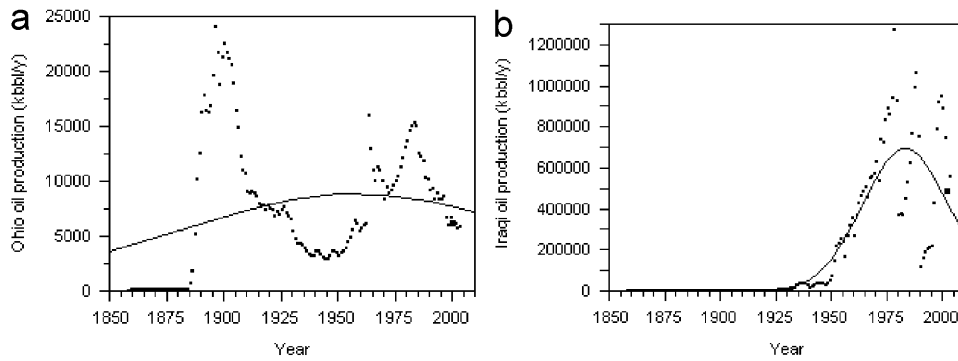 a
Ohio oil production (kbbl/y)
25000
20000
15000
10000
5000
0
1850 1875 1900 1925 1950 1975 2000
Year
b
Iraqi oil production (kbbl/y)
1200000
1000000
800000
600000
400000
200000
0
1850 1875 1900 1925 1950 1975 2000
Year